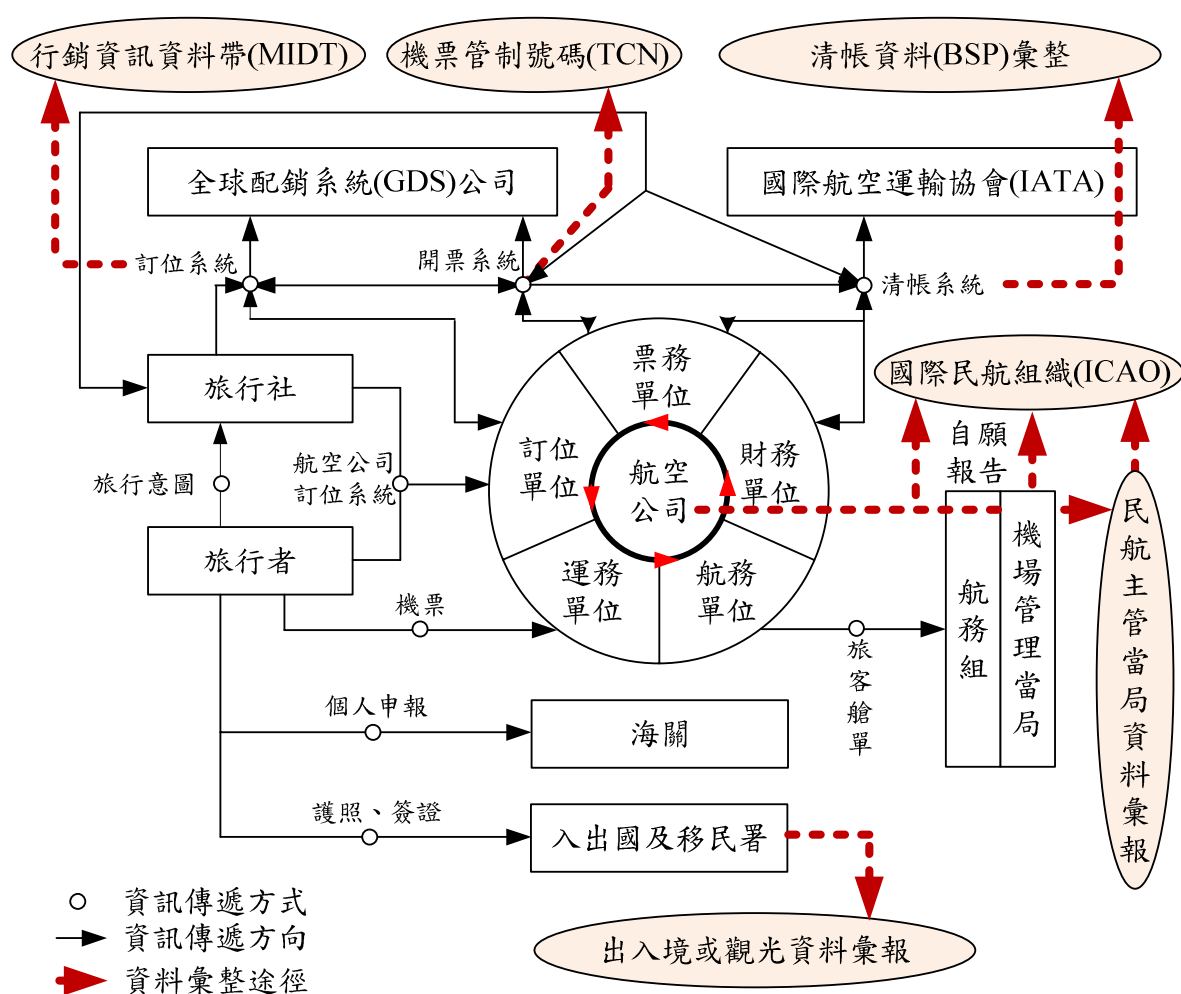 行銷資訊資料帶(MIDT)
機票管制號碼(TCN)
清帳資料(BSP)彙整
全球配銷系統(GDS)公司
國際航空運輸協會(IATA)
訂位系統
開票系統
清帳系統
旅行社
票務
單位
國際民航組織(ICAO)
訂位
單位
航空
公司
財務
單位
自願
報告
旅行意圖
航空公司
訂位系統
旅行者
運務
單位
航務
單位
機票
旅客艙單
航務組
機場管理當局
民航主管當局資料彙報
個人申報
海關
護照、簽證
入出國及移民署
出入境或觀光資料彙報
資訊傳遞方式
資訊傳遞方向
資料彙整途徑